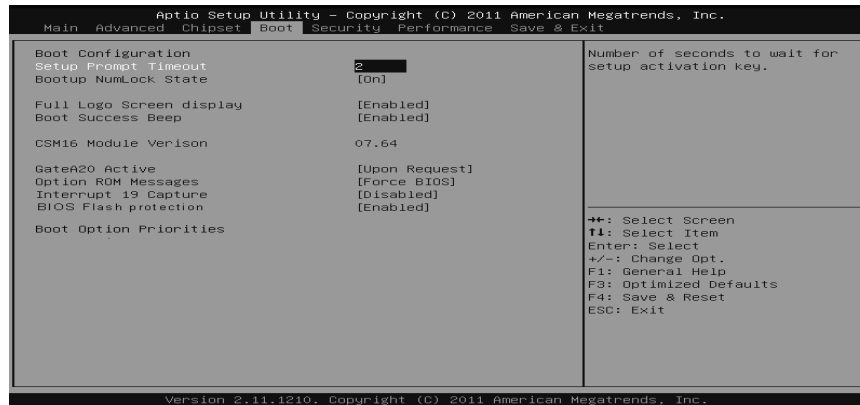 Aptio Setup Utility – Copyright (C) 2011 American Megatrends, Inc.
Main Advanced Chipset Boot Security Performance Save & Exit
Boot Configuration
Setup Prompt Timeout 2
Bootup NumLock State [On]
Full Logo Screen display [Enabled]
Boot Success Beep [Enabled]
CSM16 Module Verison 07.64
GateA20 Active [Upon Request]
Option ROM Messages [Force BIOS]
Interrupt 19 Capture [Disabled]
BIOS Flash protection [Enabled]
Boot Option Priorities
Number of seconds to wait for
setup activation key.
→←: Select Screen
↑↓: Select Item
Enter: Select
+/-: Change Opt.
F1: General Help
F3: Optimized Defaults
F4: Save & Reset
ESC: Exit
Version 2.11.1210. Copyright (C) 2011 American Megatrends, Inc.